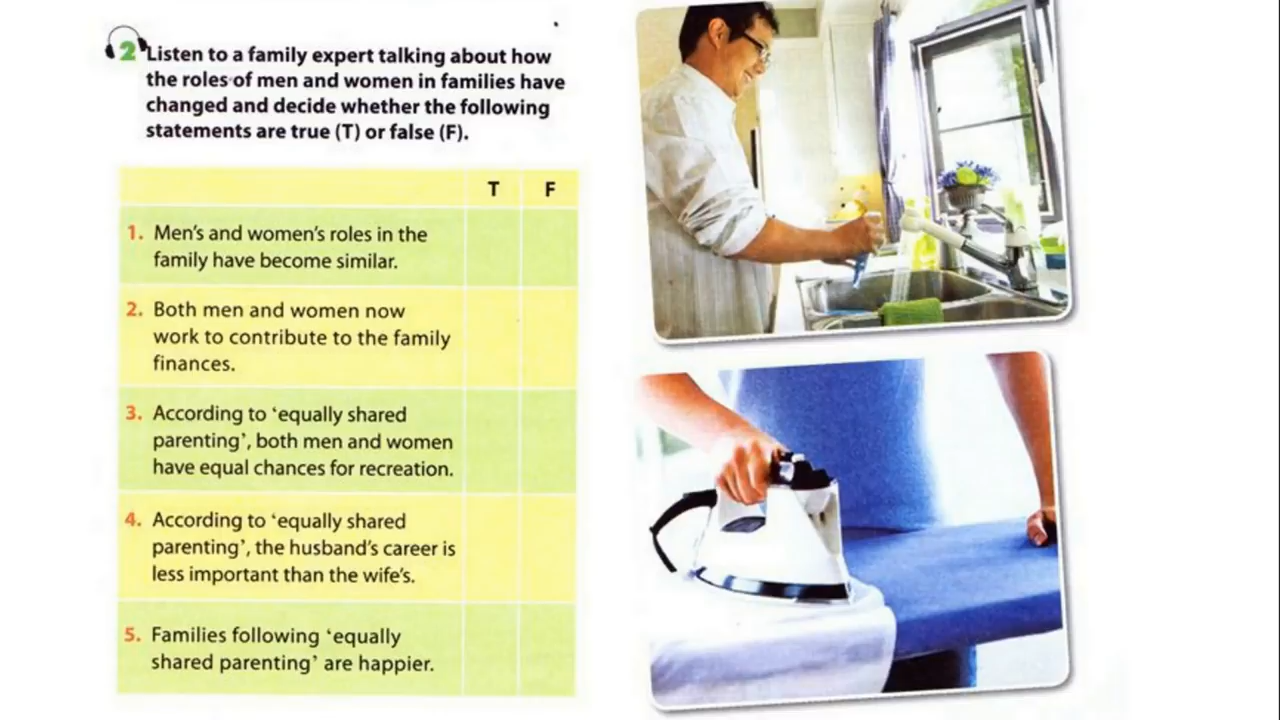 2 Listen to a family expert talking about how
the roles of men and women in families have
changed and decide whether the following
statements are true (T) or false (F).
T F
1. Men's and women's roles in the
family have become similar.
2. Both men and women now
work to contribute to the family
finances.
3. According to ‘equally shared
parenting’, both men and women
have equal chances for recreation.
4. According to ‘equally shared
parenting’, the husband's career is
less important than the wife's.
5. Families following ‘equally
shared parenting’ are happier.